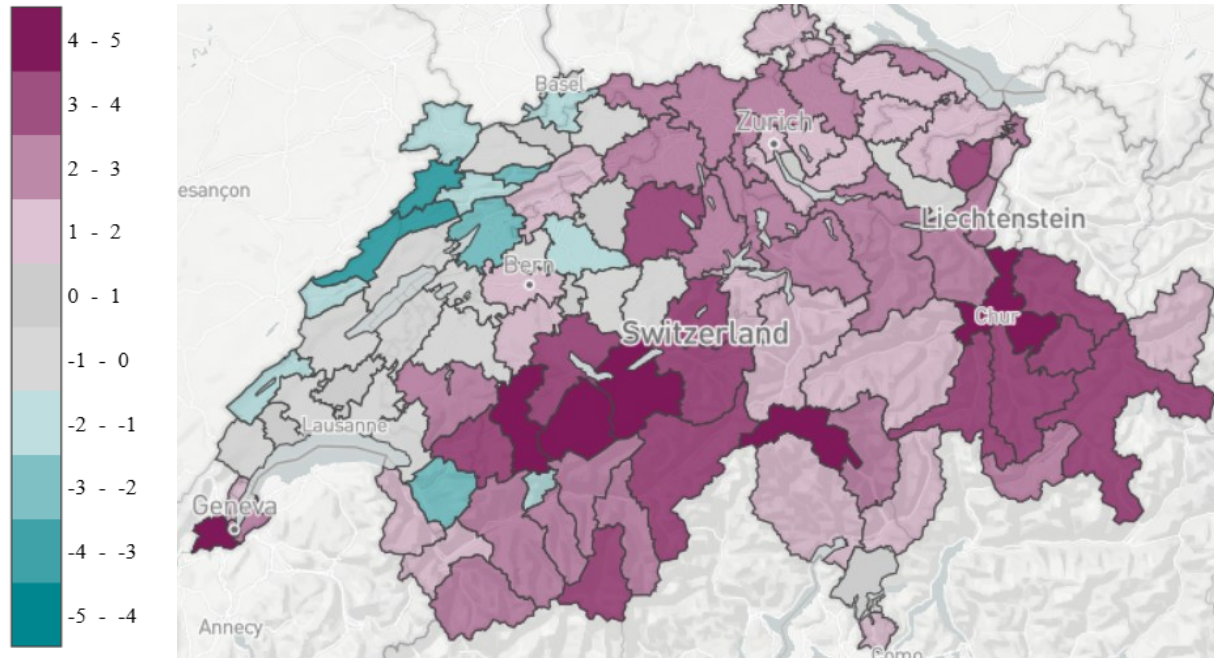 4 - 5
3 - 4
2 - 3
1 - 2
0 - 1
-1 - 0
-2 - -1
-3 - -2
-4 - -3
-5 - -4
Basel
Zurich
esançon
Liechtenstein
Bern
Chur
Switzerland
Lausanne
Geneva
Annecy
Como